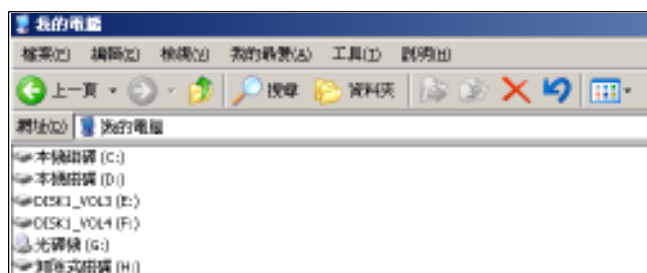 我的電腦
檔案(F) 編輯(E) 檢視(V) 我的最愛(A) 工具(T) 說明(H)
上一頁 搜尋 資料夾
網址(D) 我的電腦
本機磁碟 (C:)
本機磁碟 (D:)
DISK1_VOL3 (E:)
DISK1_VOL4 (F:)
光碟機 (G:)
卸除式磁碟 (H:)